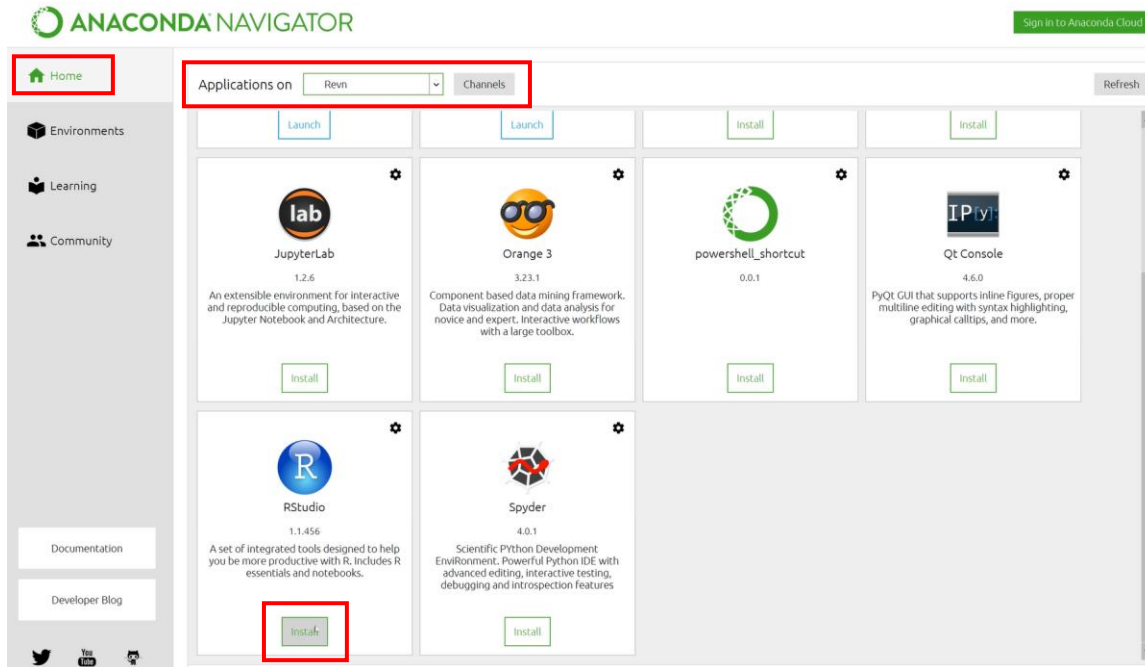 ANACONDA NAVIGATOR
Sign in to Anaconda Cloud
Home
Applications on Revn Channels
Refresh
Environments
Learning
Community
Launch
Launch
Install
Install
lab
JupyterLab
1.2.6
An extensible environment for interactive
and reproducible computing, based on the
Jupyter Notebook and Architecture.
Install
Orange 3
3.23.1
Component based data mining framework.
Data visualization and data analysis for
novice and expert. Interactive workflows
with a large toolbox.
Install
powershell_shortcut
0.0.1
Install
IP[y]:
Qt Console
4.6.0
PyQt GUI that supports inline figures, proper
multiline editing with syntax highlighting,
graphical calltips, and more.
Install
R
RStudio
1.1.456
A set of integrated tools designed to help
you be more productive with R. Includes R
essentials and notebooks.
Install
Spyder
4.0.1
Scientific PYthon Development
EnviRonment. Powerful Python IDE with
advanced editing, interactive testing,
debugging and introspection features
Install
Documentation
Developer Blog
You
Tube